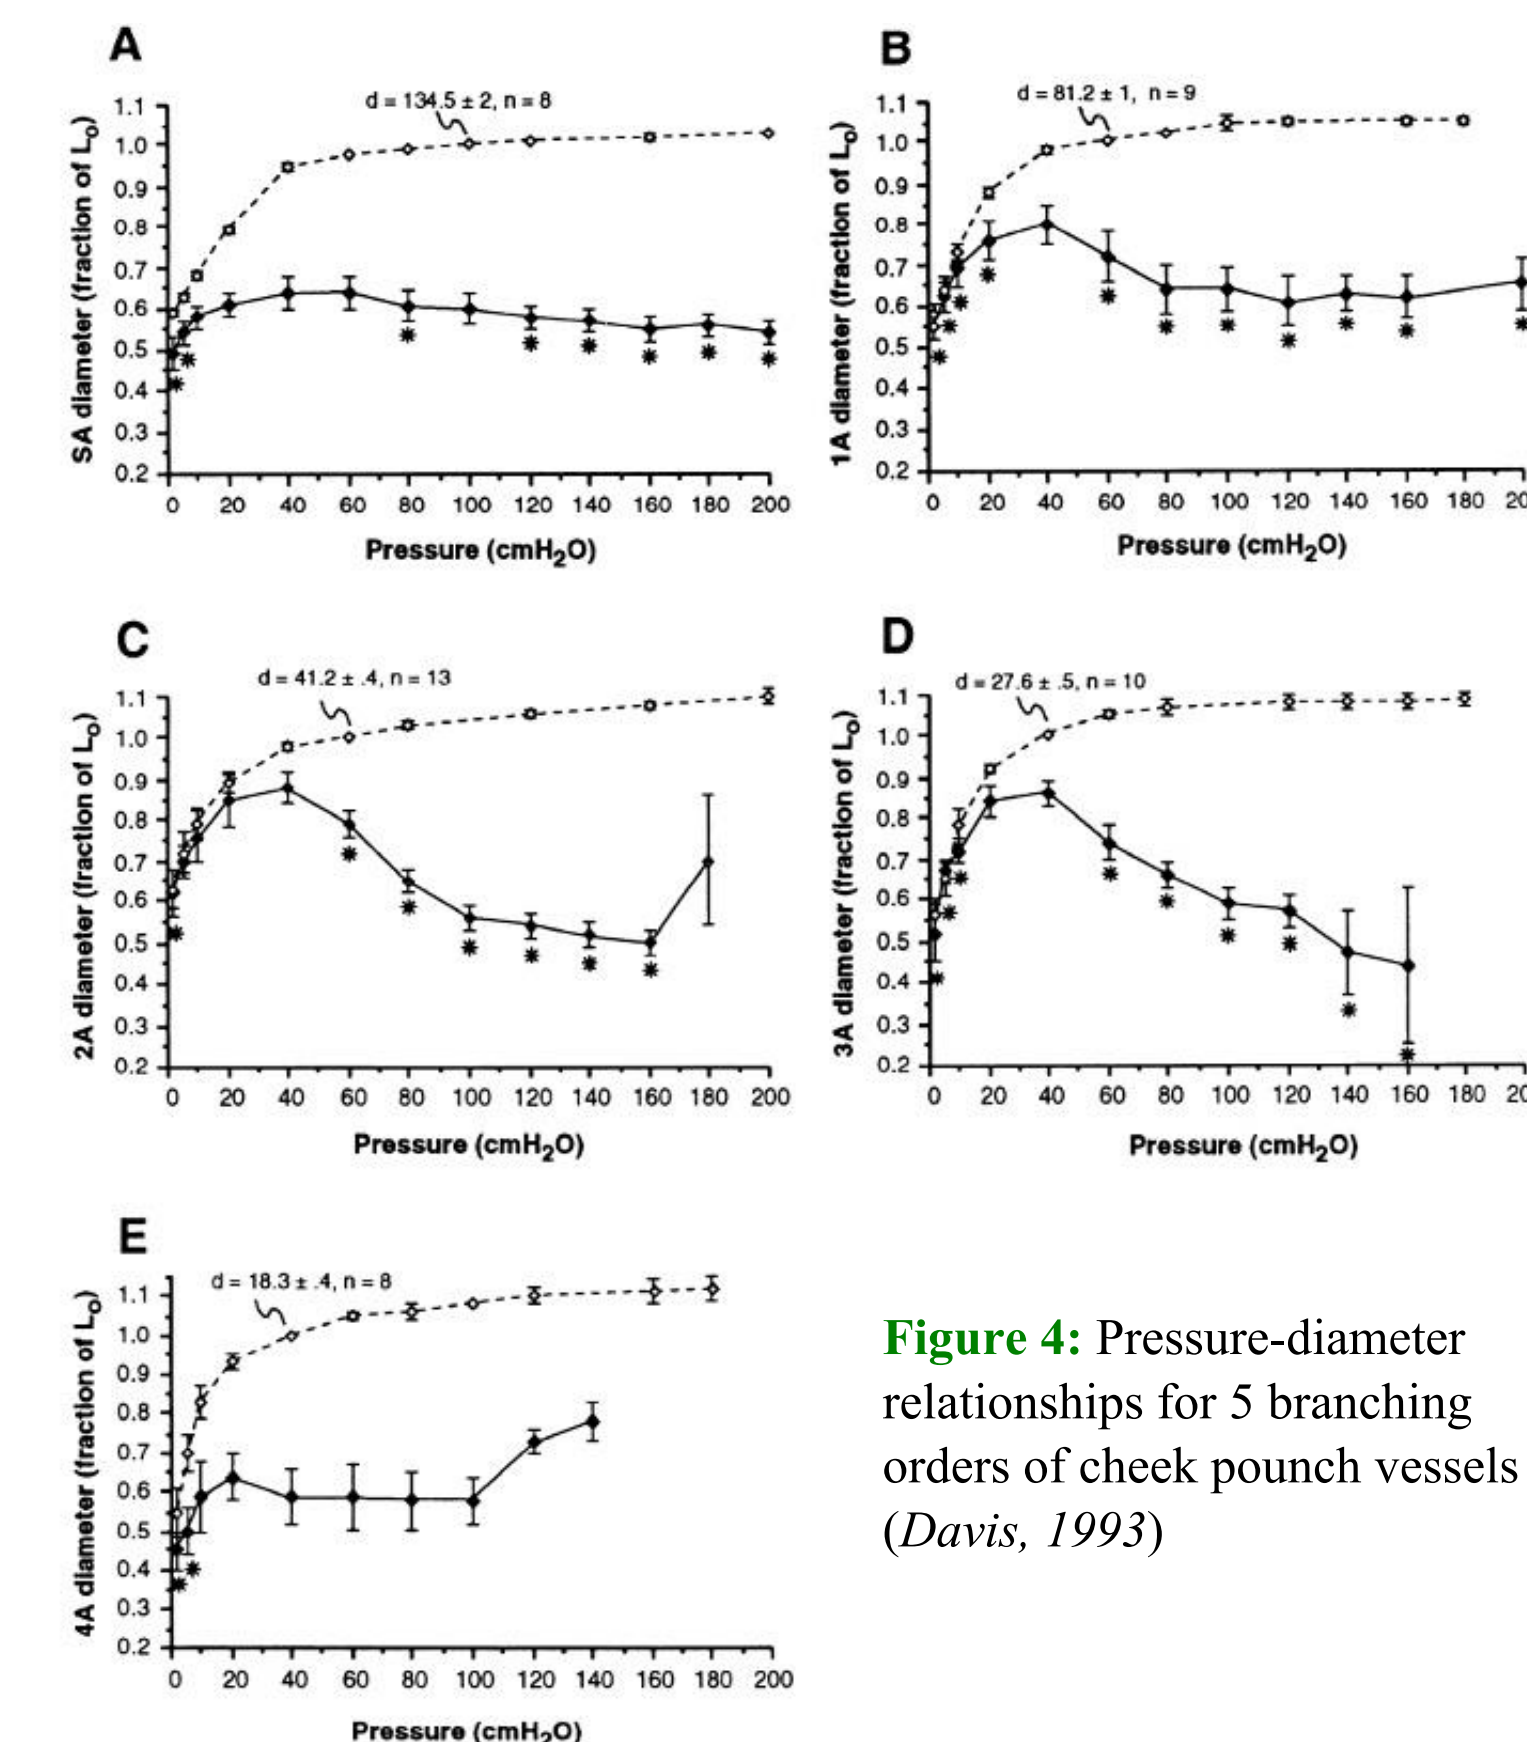 A
d = 134.5 ± 2, n = 8
SA diameter (fraction of Lo)
1.1
1.0
0.9
0.8
0.7
0.6
0.5
0.4
0.3
0.2
0 20 40 60 80 100 120 140 160 180 200
Pressure (cmH2O)
B
d = 81.2 ± 1, n = 9
1A diameter (fraction of Lo)
1.1
1.0
0.9
0.8
0.7
0.6
0.5
0.4
0.3
0.2
0 20 40 60 80 100 120 140 160 180 20
Pressure (cmH2O)
C
d = 41.2 ± .4, n = 13
2A diameter (fraction of Lo)
1.1
1.0
0.9
0.8
0.7
0.6
0.5
0.4
0.3
0.2
0 20 40 60 80 100 120 140 160 180 200
Pressure (cmH2O)
D
d = 27.6 ± .5, n = 10
3A diameter (fraction of Lo)
1.1
1.0
0.9
0.8
0.7
0.6
0.5
0.4
0.3
0.2
0 20 40 60 80 100 120 140 160 180 20
Pressure (cmH2O)
E
d = 18.3 ± .4, n = 8
4A diameter (fraction of Lo)
1.1
1.0
0.9
0.8
0.7
0.6
0.5
0.4
0.3
0.2
0 20 40 60 80 100 120 140 160 180 200
Pressure (cmH2O)
Figure 4: Pressure-diameter
relationships for 5 branching
orders of cheek pounch vessels
(Davis, 1993)